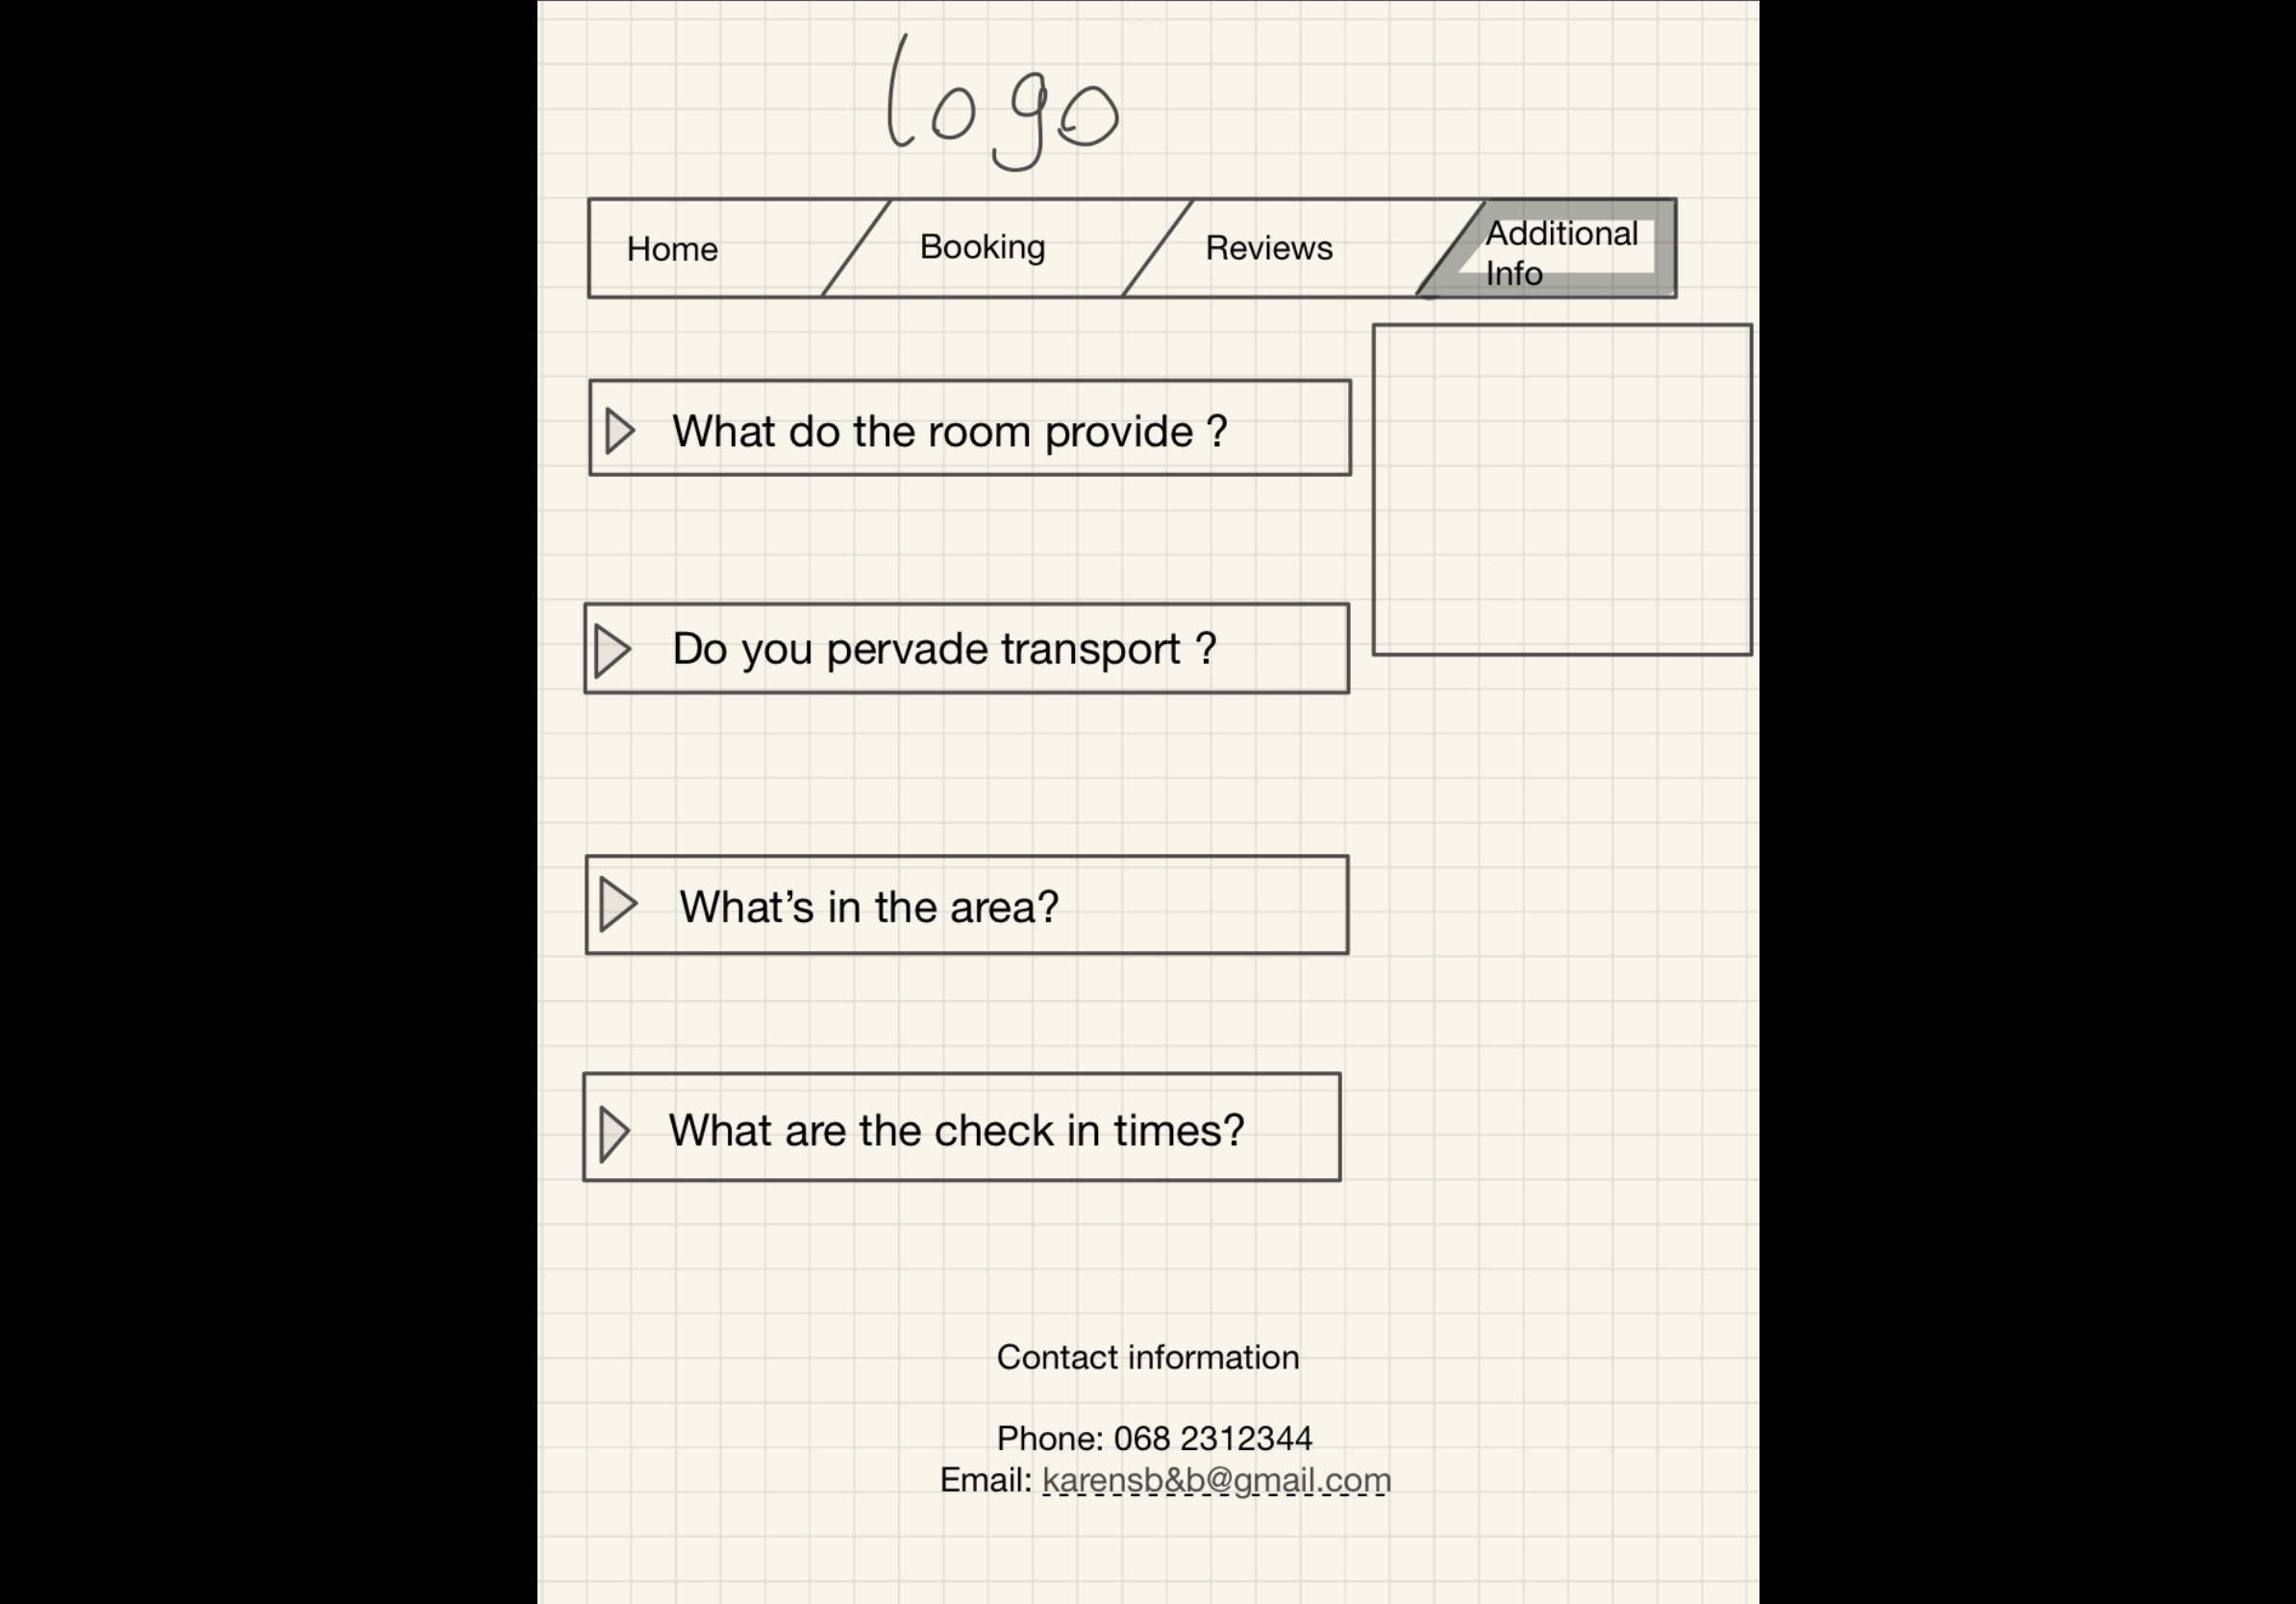 logo
Home
Booking
Reviews
Additional
Info
What do the room provide ?
Do you pervade transport ?
What’s in the area?
What are the check in times?
Contact information
Phone: 068 2312344
Email: karensb&b@gmail.com